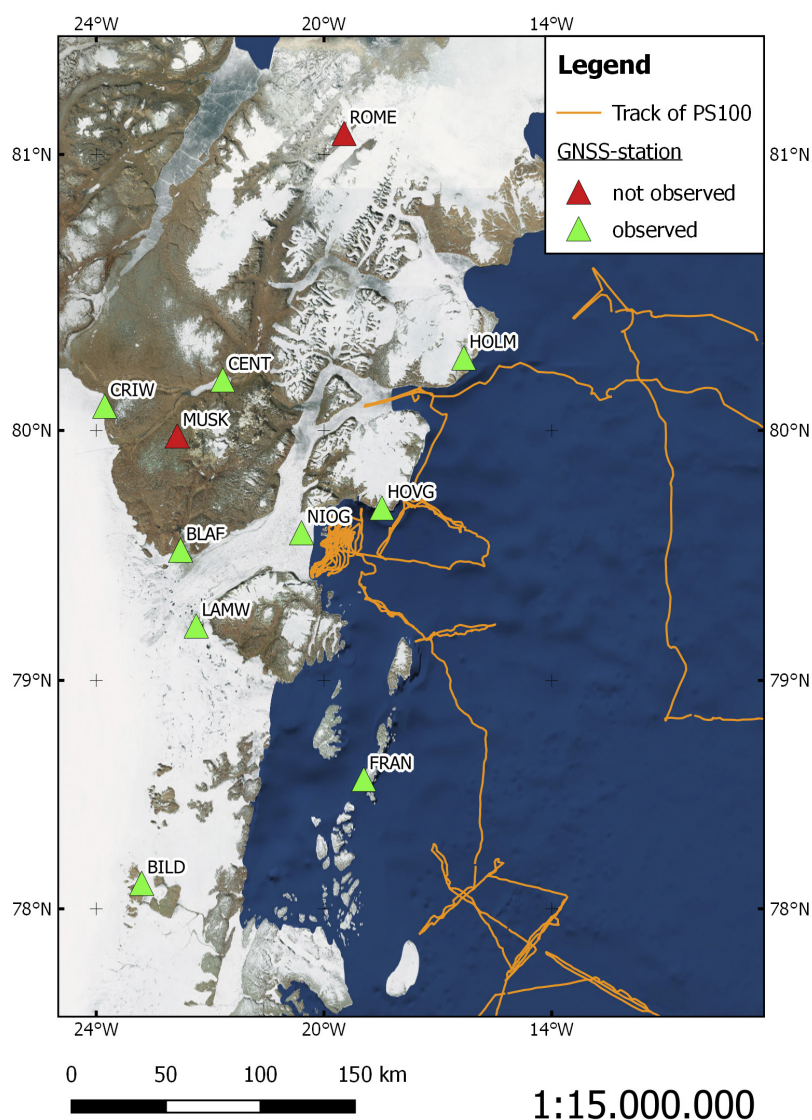 24°W 20°W 14°W
Legend
Track of PS100
GNSS-station
not observed
observed
ROME
81°N 81°N
HOLM
CENT
CRIW
MUSK
80°N 80°N
HOVG
NIOG
BLAF
LAMW
79°N 79°N
FRAN
BILD
78°N 78°N
24°W 20°W 14°W
0 50 100 150 km
1:15.000.000